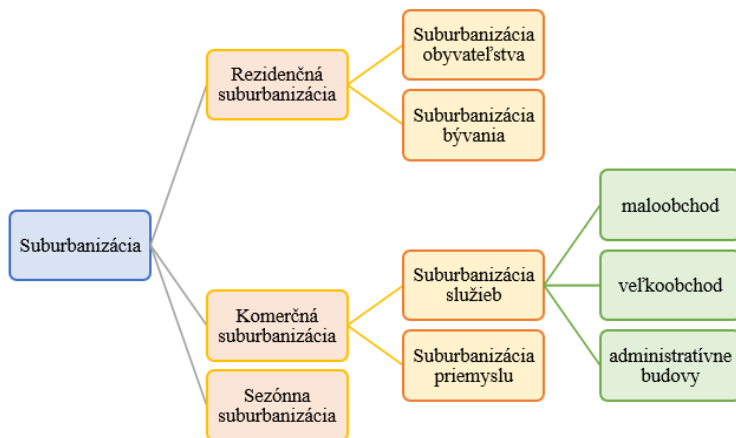 Suburbanizácia
Rezidenčná
suburbanizácia
Suburbanizácia
obyvateľstva
Suburbanizácia
bývania
Komerčná
suburbanizácia
Suburbanizácia
služieb
maloobchod
veľkoobchod
administratívne
budovy
Suburbanizácia
priemyslu
Sezónna
suburbanizácia